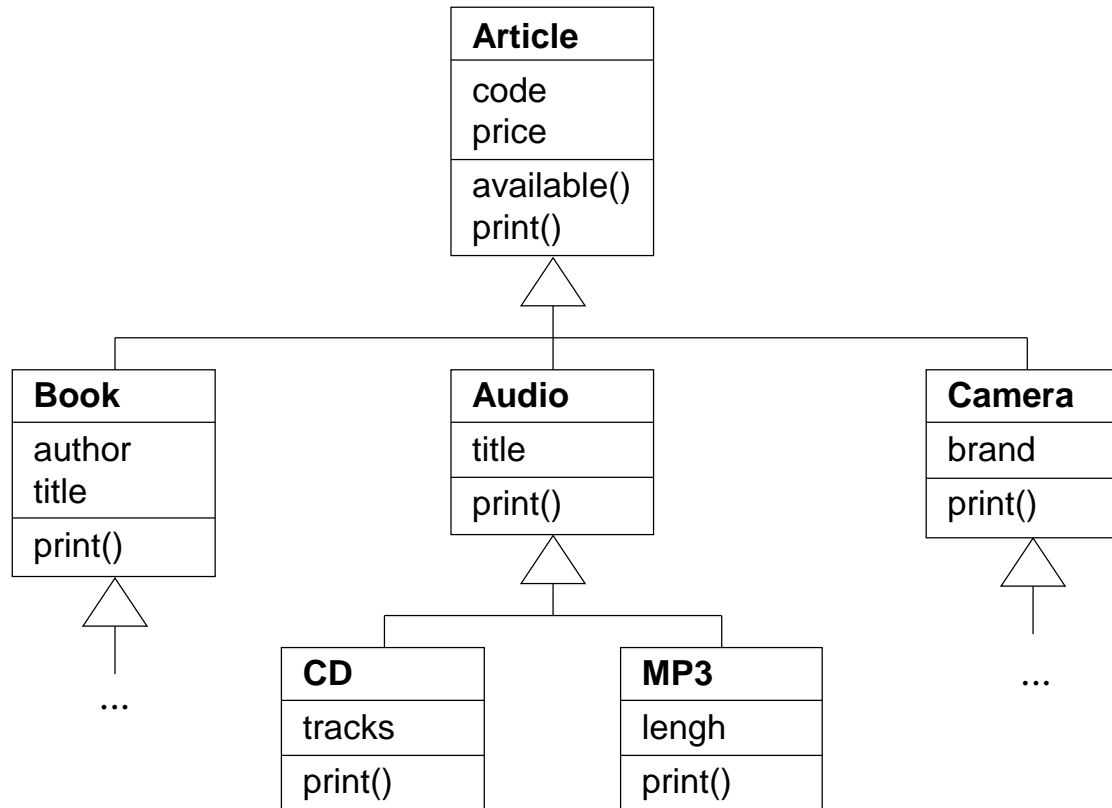 Article
code
price
available()
print()
Book
author
title
print()
...
Audio
title
print()
Camera
brand
print()
...
CD
tracks
print()
MP3
lengh
print()